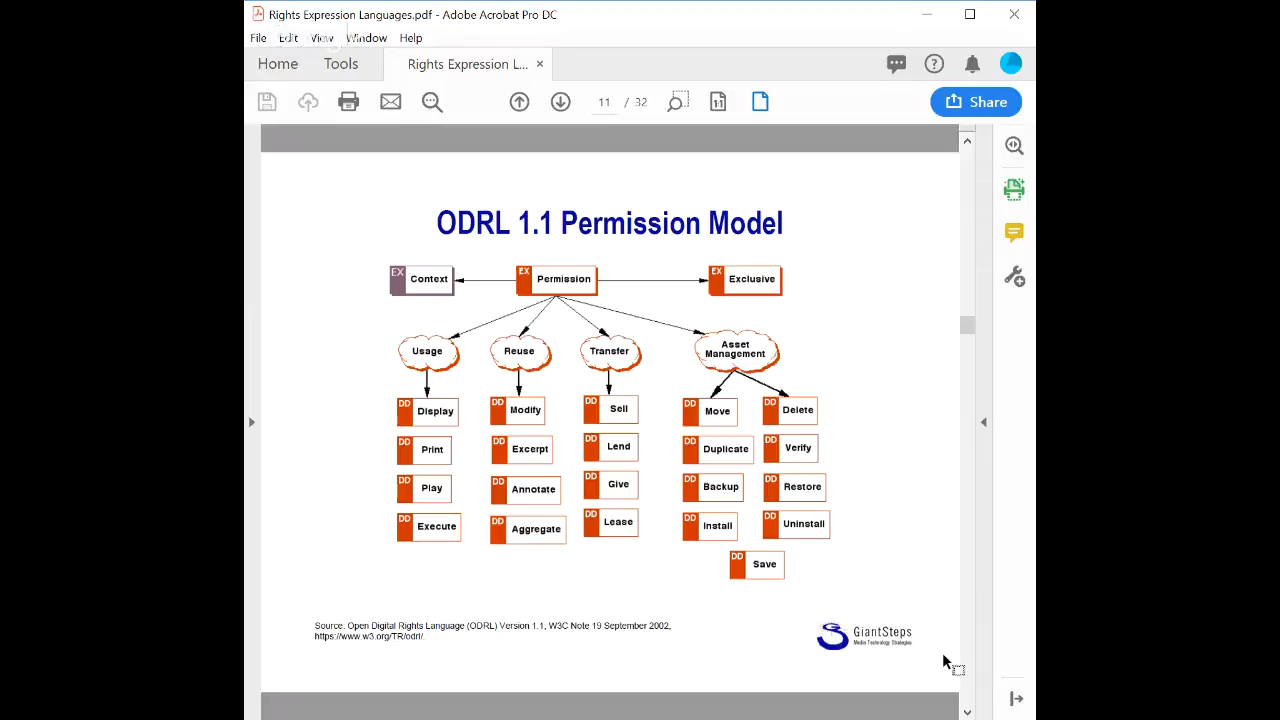 Rights Expression Languages.pdf - Adobe Acrobat Pro DC
File Edit View Window Help
Home Tools Rights Expression L... ×
11 / 32
Share
ODRL 1.1 Permission Model
EX Context EX Permission EX Exclusive
Usage Reuse Transfer Asset
Management
DD Display DD Modify DD Sell DD Move DD Delete
DD Print DD Excerpt DD Lend DD Duplicate DD Verify
DD Play DD Annotate DD Give DD Backup DD Restore
DD Execute DD Aggregate DD Lease DD Install DD Uninstall
DD Save
Source: Open Digital Rights Language (ODRL) Version 1.1, W3C Note 19 September 2002,
https://www.w3.org/TR/odrl/.
GiantSteps
Media Technology Strategies